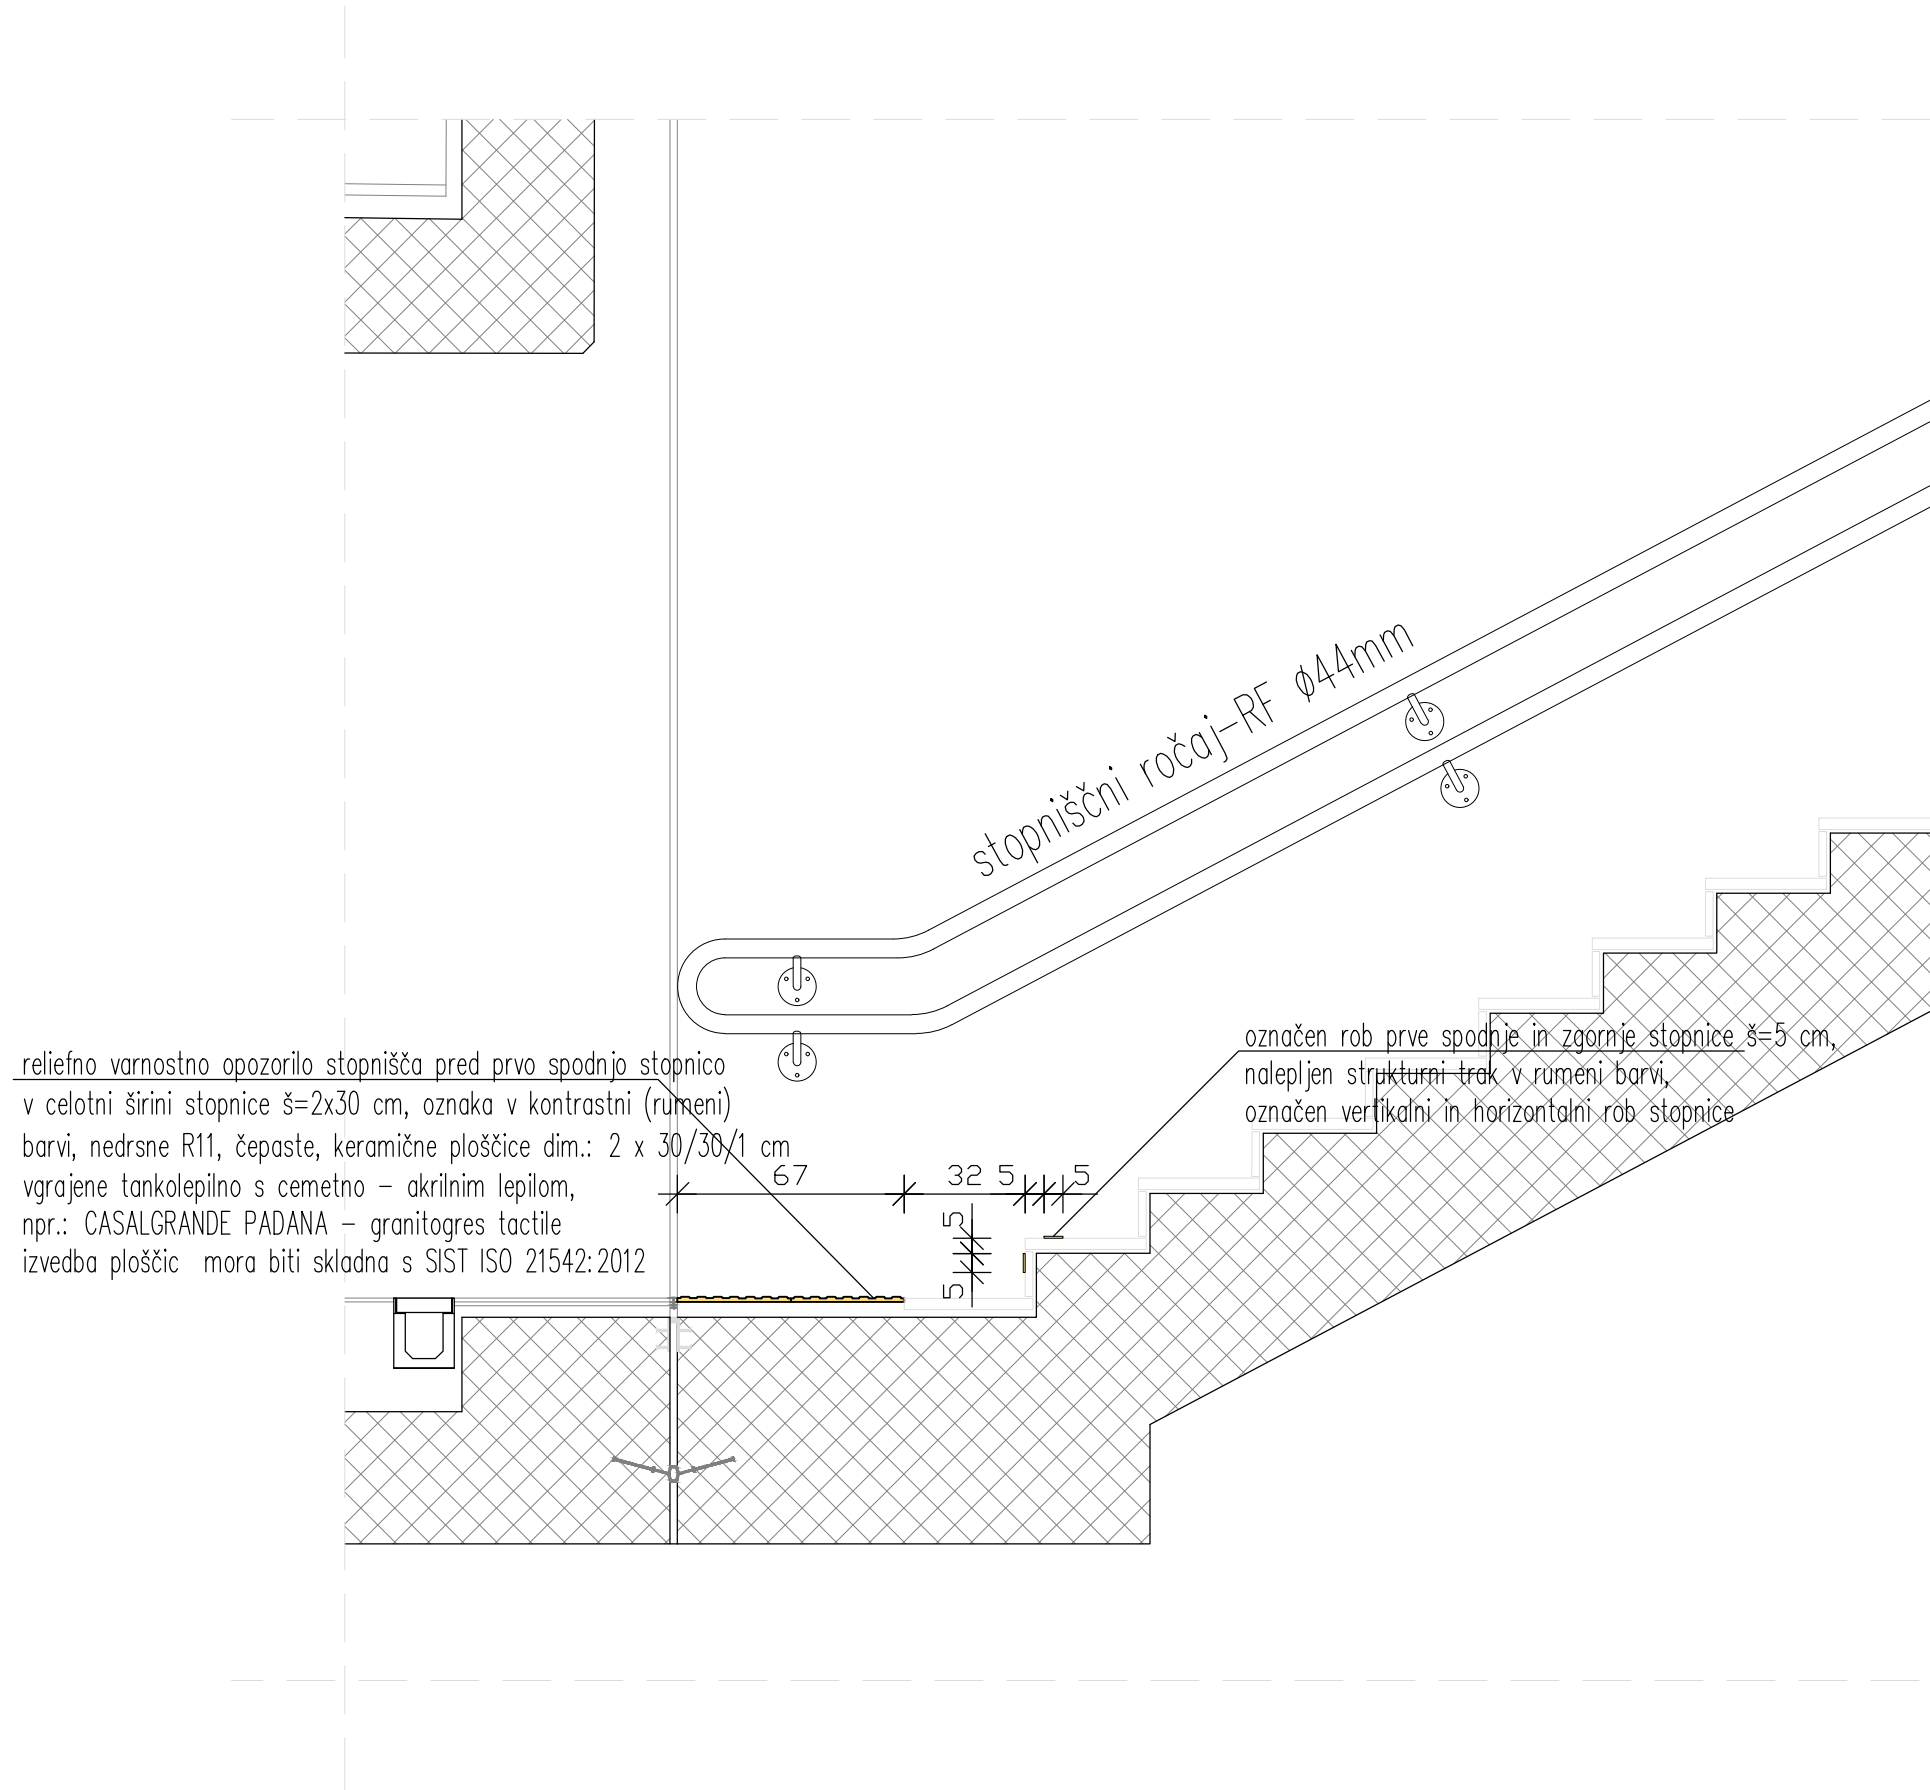 stopniščni ročaj-RF ϕ44mm
označen rob prve spodnje in zgornje stopnice š=5 cm,
nalepljen strukturni trak v rumeni barvi,
označen vertikalni in horizontalni rob stopnice
reliefno varnostno opozorilo stopnišča pred prvo spodnjo stopnico
v celotni širini stopnice š=2x30 cm, oznaka v kontrastni (rumeni)
barvi, nedrsne R11, čepaste, keramične ploščice dim.: 2 x 30/30/1 cm
vgrajene tankolepilno s cemetno – akrilnim lepilom,
npr.: CASALGRANDE PADANA – granitogres tactile
izvedba ploščic mora biti skladna s SIST ISO 21542:2012
67 32 5 5
5
5